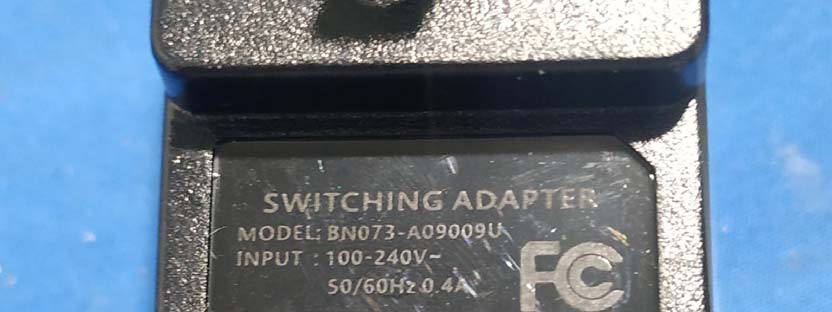 SWITCHING ADAPTER
MODEL: BN073-A09009U
INPUT : 100-240V~
50/60Hz 0.4A
FC